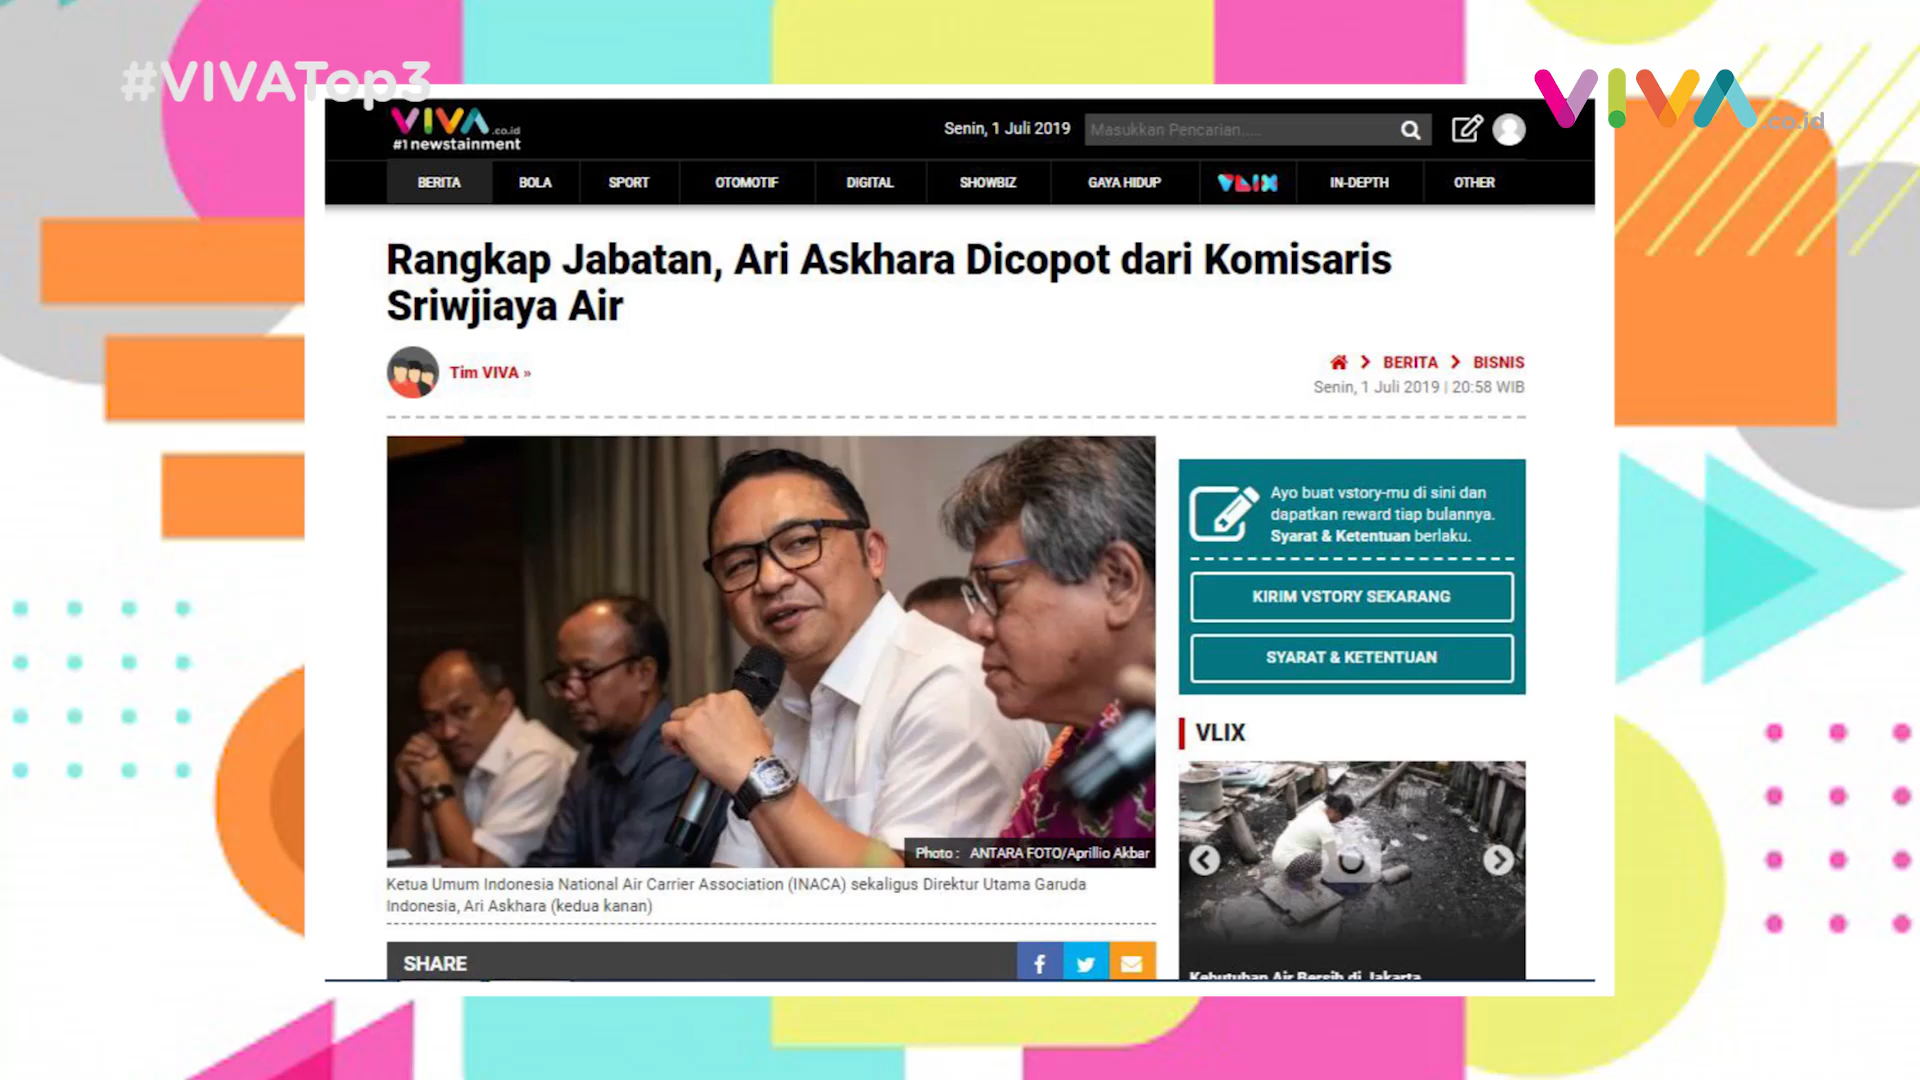 #VIVATop3
VIVA.co.id
VIVA.co.id
#1newstainment
Senin, 1 Juli 2019
Masukkan Pencarian.....
BERITA
BOLA
SPORT
OTOMOTIF
DIGITAL
SHOWBIZ
GAYA HIDUP
VLIX
IN-DEPTH
OTHER
Rangkap Jabatan, Ari Askhara Dicopot dari Komisaris
Sriwjiaya Air
Tim VIVA »
BERITA
BISNIS
Senin, 1 Juli 2019 | 20:58 WIB
Photo : ANTARA FOTO/Aprillio Akbar
Ketua Umum Indonesia National Air Carrier Association (INACA) sekaligus Direktur Utama Garuda
Indonesia, Ari Askhara (kedua kanan)
SHARE
Ayo buat vstory-mu di sini dan
dapatkan reward tiap bulannya.
Syarat & Ketentuan berlaku.
KIRIM VSTORY SEKARANG
SYARAT & KETENTUAN
VLIX
Kebutuhan Air Bersih di Jakarta